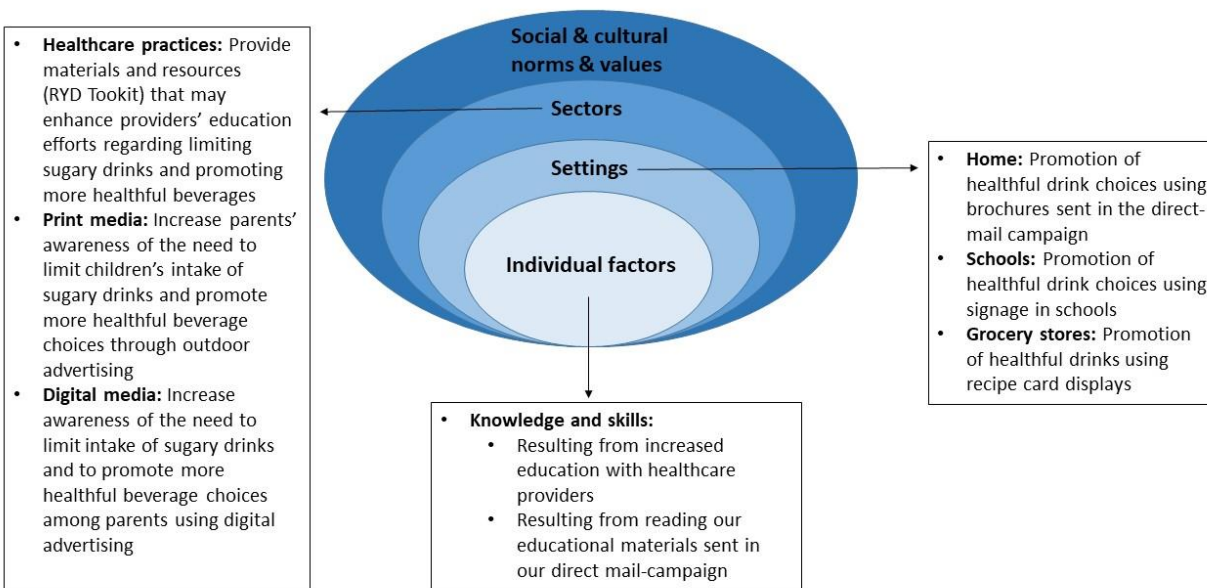 • Healthcare practices: Provide
materials and resources
(RYD Tookit) that may
enhance providers’ education
efforts regarding limiting
sugary drinks and promoting
more healthful beverages
• Print media: Increase parents’
awareness of the need to
limit children’s intake of
sugary drinks and promote
more healthful beverage
choices through outdoor
advertising
• Digital media: Increase
awareness of the need to
limit intake of sugary drinks
and to promote more
healthful beverage choices
among parents using digital
advertising
Social & cultural
norms & values
Sectors
Settings
Individual factors
• Home: Promotion of
healthful drink choices using
brochures sent in the direct-
mail campaign
• Schools: Promotion of
healthful drink choices using
signage in schools
• Grocery stores: Promotion
of healthful drinks using
recipe card displays
• Knowledge and skills:
• Resulting from increased
education with healthcare
providers
• Resulting from reading our
educational materials sent in
our direct mail-campaign